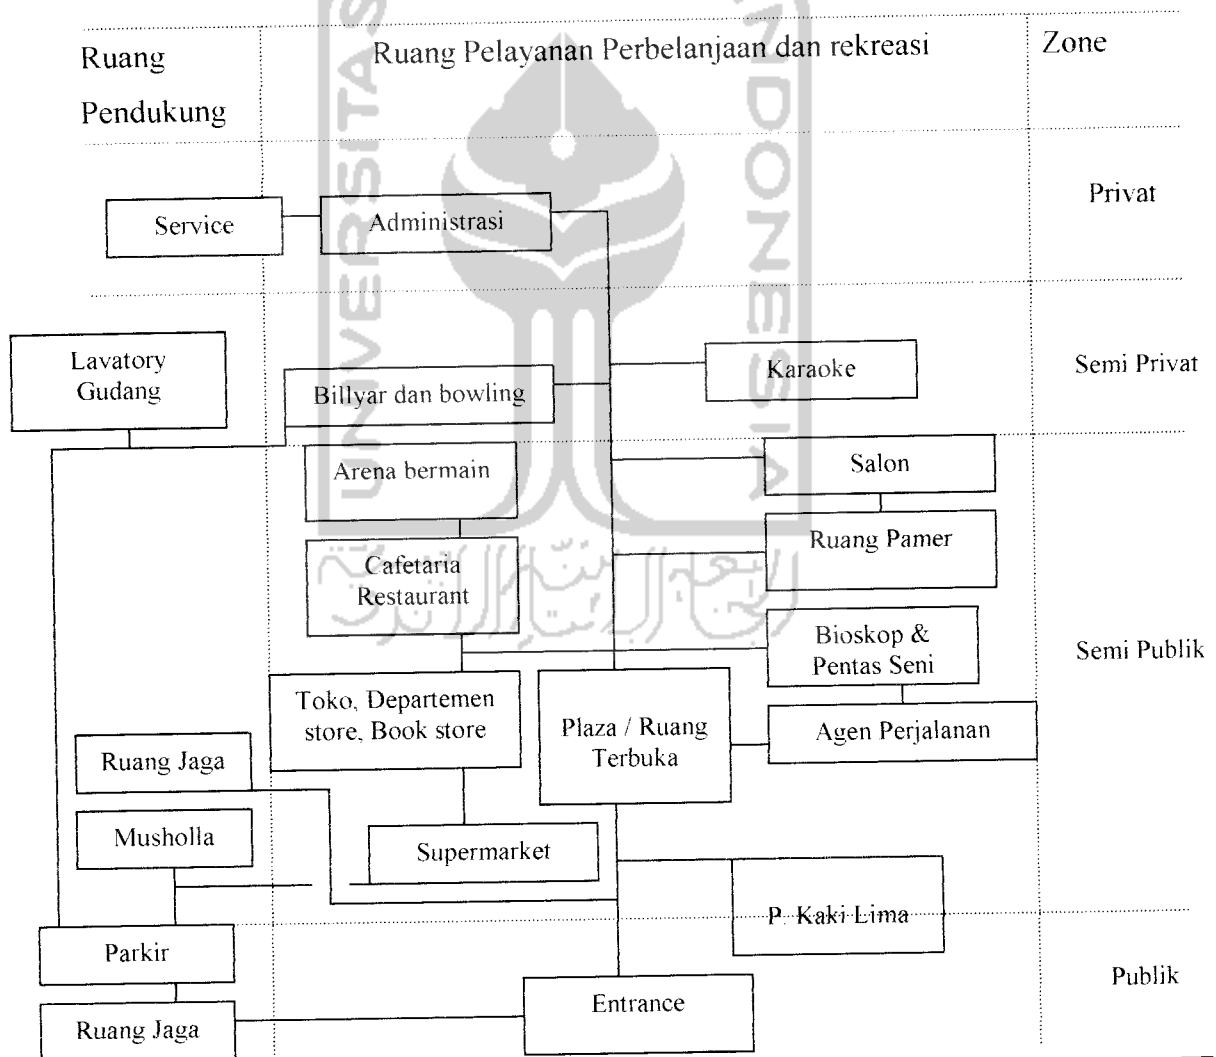 Ruang
Pendukung
Ruang Pelayanan Perbelanjaan dan rekreasi
Zone
Privat
Service
Administrasi
Lavatory
Gudang
Billyar dan bowling
Karaoke
Semi Privat
Arena bermain
Salon
Cafetaria
Restaurant
Ruang Pamer
Bioskop &
Pentas Seni
Semi Publik
Toko, Departemen
store, Book store
Plaza / Ruang
Terbuka
Agen Perjalanan
Ruang Jaga
Musholla
Supermarket
P. Kaki Lima
Parkir
Entrance
Publik
Ruang Jaga
UNIVERSITAS
INDONESIA